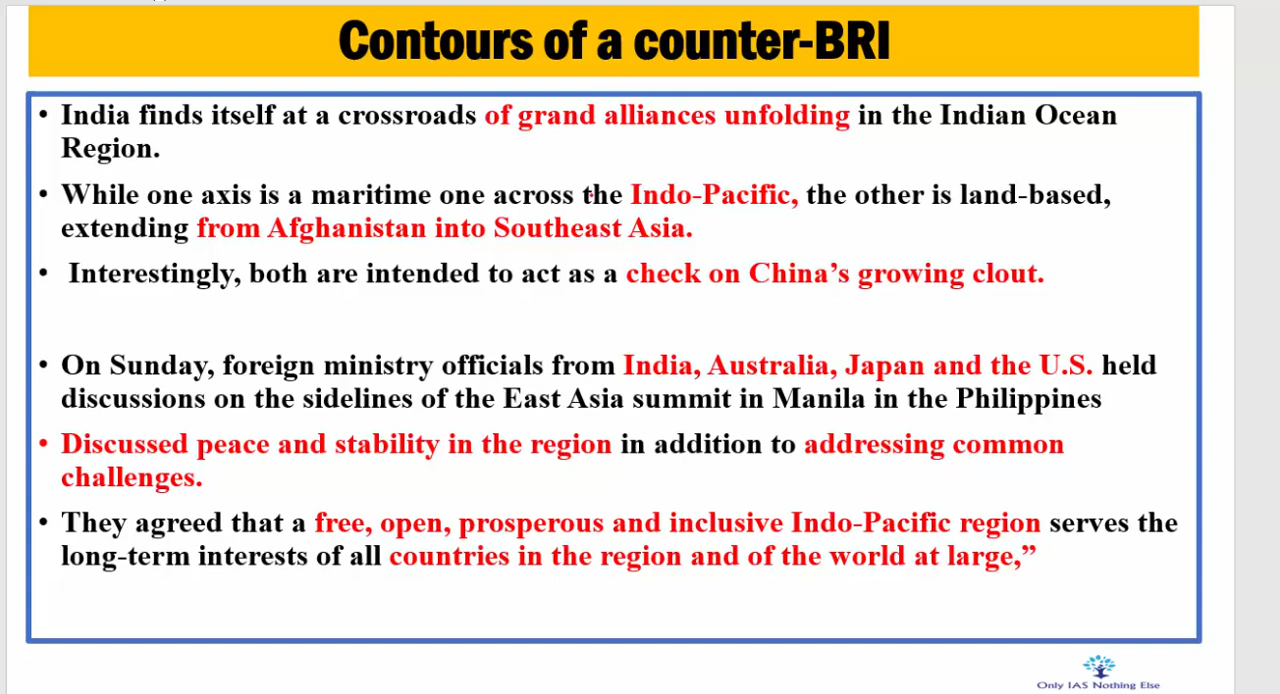 Contours of a counter-BRI
• India finds itself at a crossroads of grand alliances unfolding in the Indian Ocean
Region.
• While one axis is a maritime one across the Indo-Pacific, the other is land-based,
extending from Afghanistan into Southeast Asia.
• Interestingly, both are intended to act as a check on China’s growing clout.
• On Sunday, foreign ministry officials from India, Australia, Japan and the U.S. held
discussions on the sidelines of the East Asia summit in Manila in the Philippines
• Discussed peace and stability in the region in addition to addressing common
challenges.
• They agreed that a free, open, prosperous and inclusive Indo-Pacific region serves the
long-term interests of all countries in the region and of the world at large,”
Only IAS Nothing Else